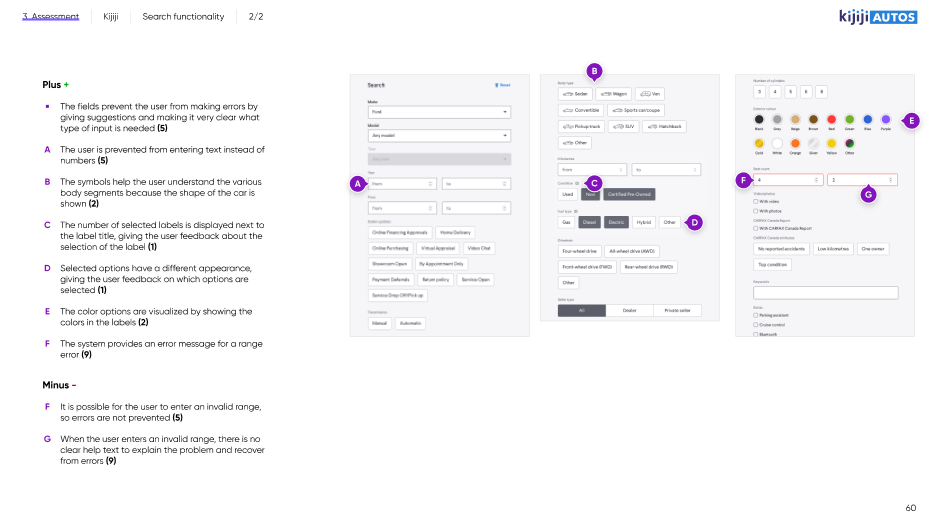 3. Assessment
Kijiji
Search functionality
2/2
kijiji AUTOS
Plus +
The fields prevent the user from making errors by
giving suggestions and making it very clear what
type of input is needed (5)
A The user is prevented from entering text instead of
numbers (5)
B The symbols help the user understand the various
body segments because the shape of the car is
shown (2)
C The number of selected labels is displayed next to
the label title, giving the user feedback about the
selection of the label (1)
D Selected options have a different appearance,
giving the user feedback on which options are
selected (1)
E The color options are visualized by showing the
colors in the labels (2)
F The system provides an error message for a range
error (9)
Minus -
F It is possible for the user to enter an invalid range,
so errors are not prevented (5)
G When the user enters an invalid range, there is no
clear help text to explain the problem and recover
from errors (9)
Search
Reset
Make
Ford
Model
Any model
Year
A
From
to
Price
From
to
Online Financing Approvals
Home Delivery
Online Purchasing
Virtual Appraisal
Video Chat
Showroom Open
By Appointment Only
Payment Deferrals
Return policy
Service Open
Service Drop-Off/Pick-up
Transmission
Manual
Automatic
B
Body type
Sedan
Wagon
Van
Convertible
Sports car/coupe
Pickup truck
SUV
Hatchback
Other
Kilometres
From
to
Condition
C
Used
New
Certified Pre-Owned
Fuel type
Gas
Diesel
Electric
Hybrid
Other
D
Drivetrain
Four-wheel drive
All-wheel drive (AWD)
Front-wheel drive (FWD)
Rear-wheel drive (RWD)
Other
Seller type
All
Dealer
Private seller
Number of cylinders
3
4
5
6
8
Exterior colour
E
Black
Grey
Beige
Brown
Red
Green
Blue
Purple
Gold
White
Orange
Silver
Yellow
Other
Seat count
F
4
2
G
Video/photos
With video
With photos
CARFAX Canada Report
With CARFAX Canada Report
CARFAX Canada attributes
No reported accidents
Low kilometres
One owner
Top condition
Keywords
Extras
Parking assistant
Cruise control
Bluetooth
60